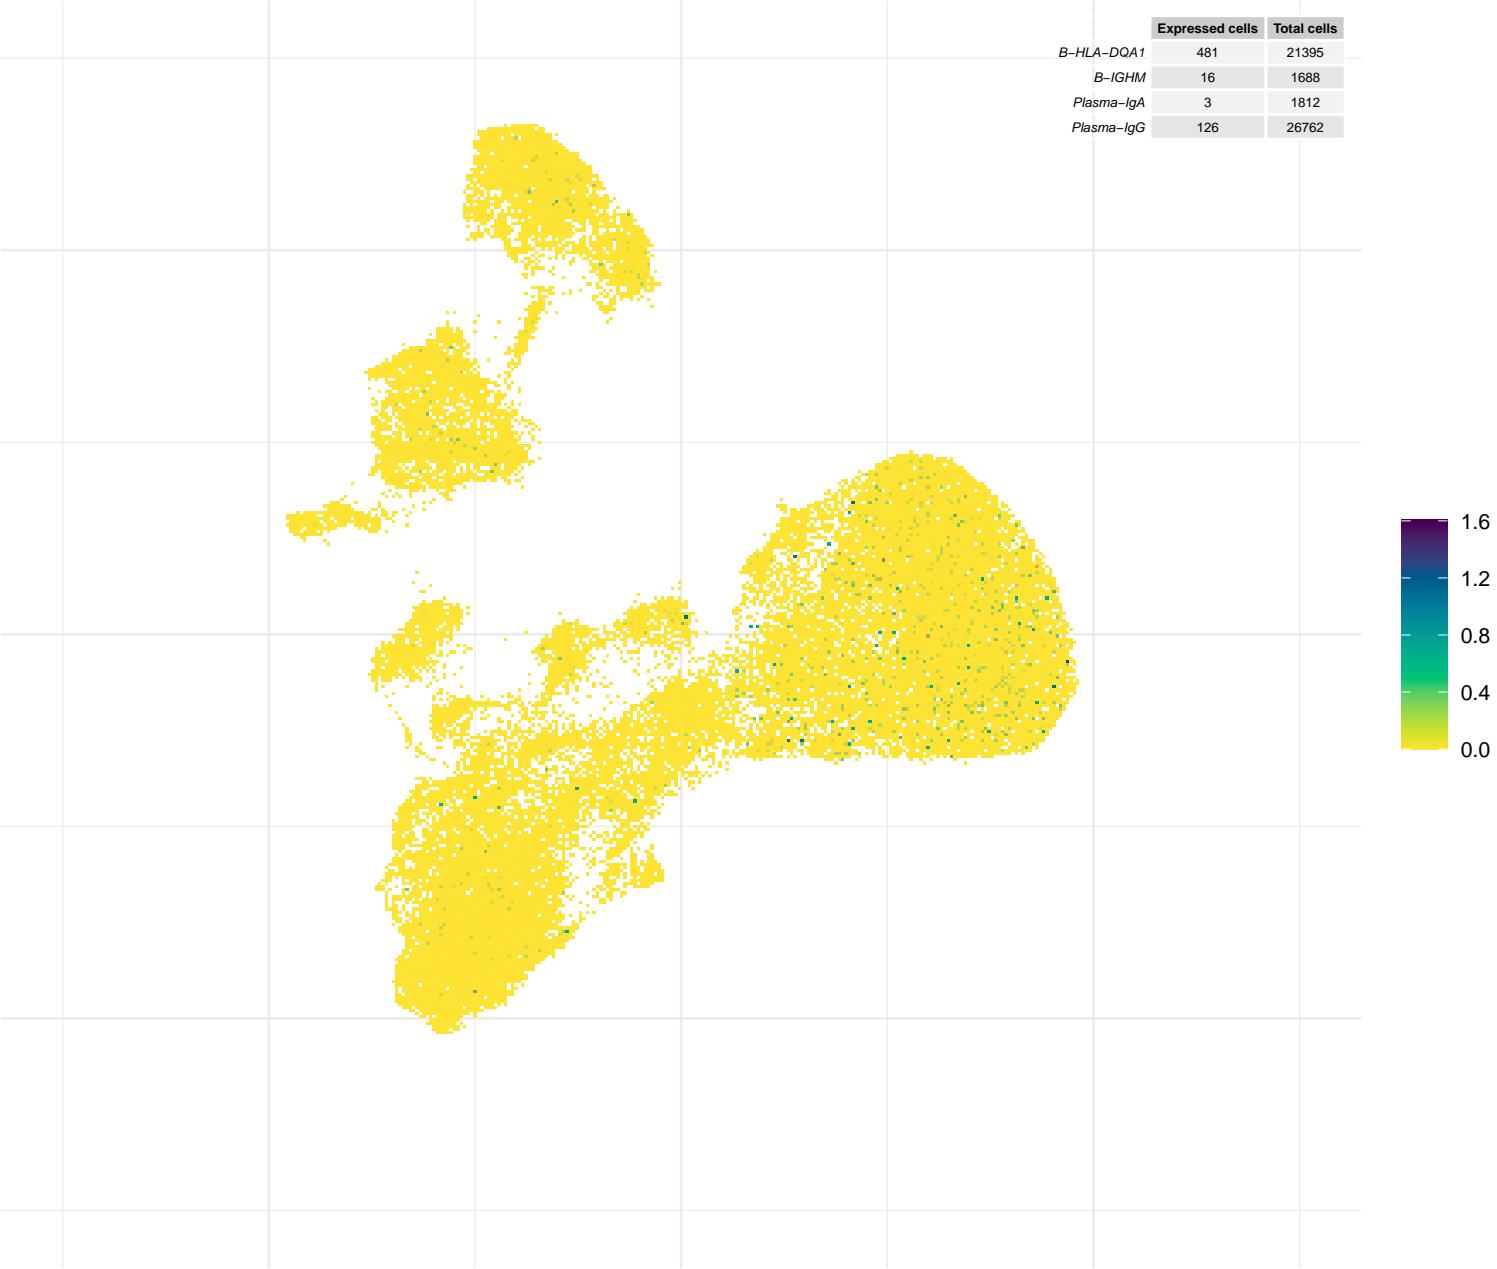 Expressed cells Total cells
B−HLA−DQA1 481 21395
B−IGHM 16 1688
Plasma−IgA 3 1812
Plasma−IgG 126 26762
1.6
1.2
0.8
0.4
0.0